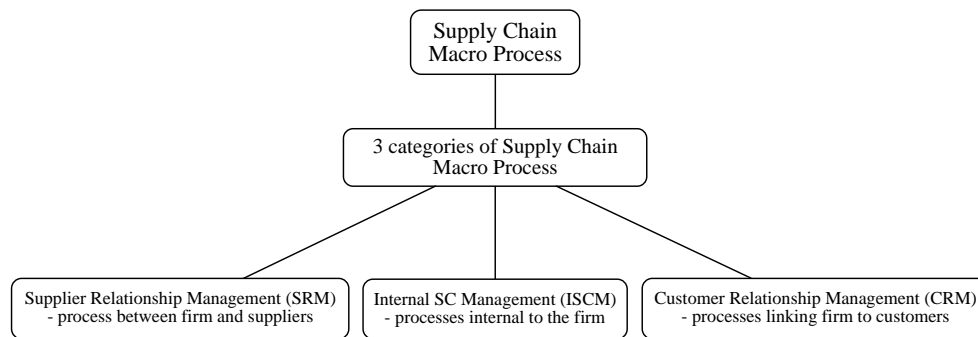 Supply Chain
Macro Process
3 categories of Supply Chain
Macro Process
Supplier Relationship Management (SRM)
- process between firm and suppliers
Internal SC Management (ISCM)
- processes internal to the firm
Customer Relationship Management (CRM)
- processes linking firm to customers